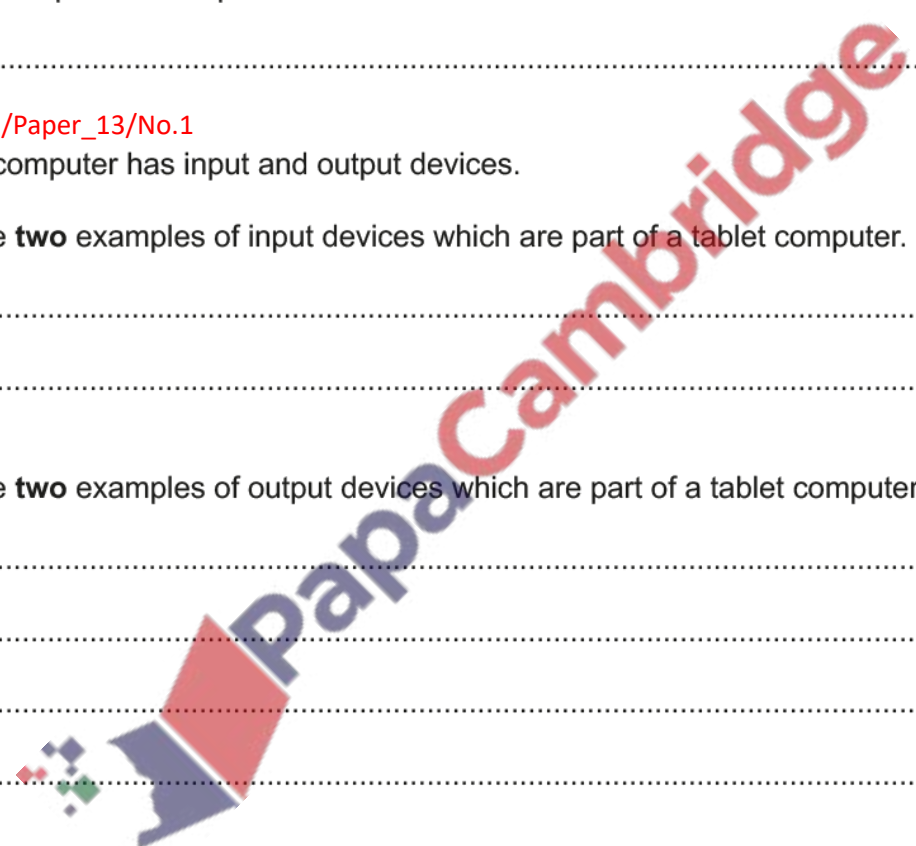 /Paper_13/No.1
computer has input and output devices.
two examples of input devices which are part of a tablet computer.
two examples of output devices which are part of a tablet computer
PapaCambridge